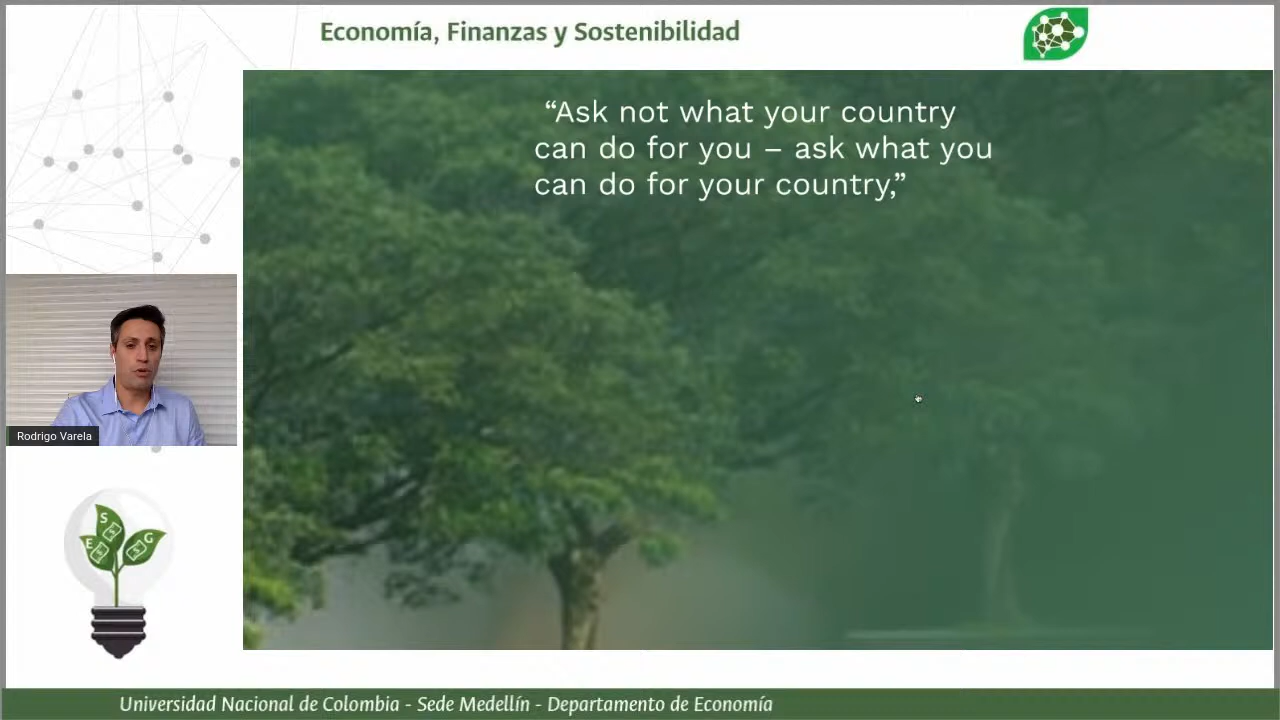 Economía, Finanzas y Sostenibilidad
“Ask not what your country
can do for you – ask what you
can do for your country,”
Rodrigo Varela
S
E
G
Universidad Nacional de Colombia - Sede Medellín - Departamento de Economía